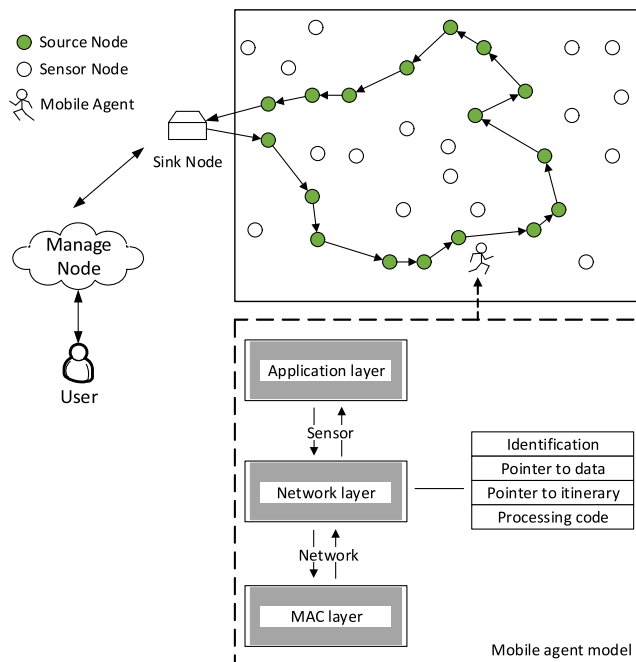 Source Node
Sensor Node
Mobile Agent
Sink Node
Manage
Node
User
Application layer
Sensor
Network layer
Network
MAC layer
Identification
Pointer to data
Pointer to itinerary
Processing code
Mobile agent model